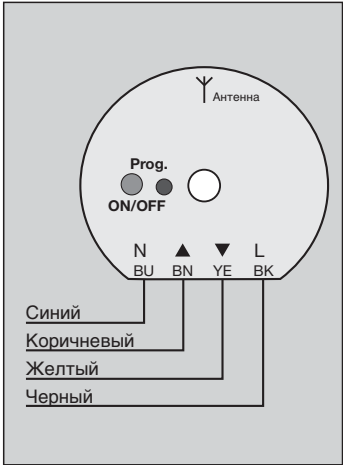 Антенна
Prog.
ON/OFF
N ▲ ▼ L
BU BN YE BK
Синий
Коричневый
Желтый
Черный